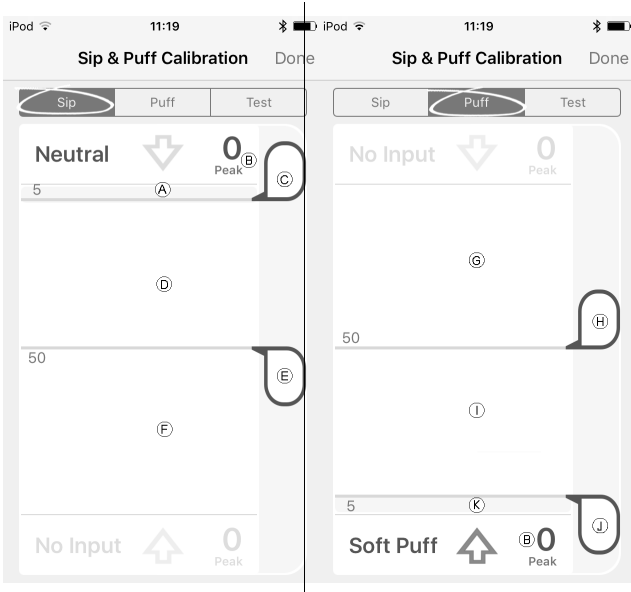 iPod 11:19
Sip & Puff Calibration Done
Sip Puff Test
Neutral 0 B
Peak
C
5 A
D
50
E
F
No Input 0
Peak
iPod 11:19
Sip & Puff Calibration Done
Sip Puff Test
No Input 0
Peak
G
H
50
I
5 K
J
Soft Puff B 0
Peak